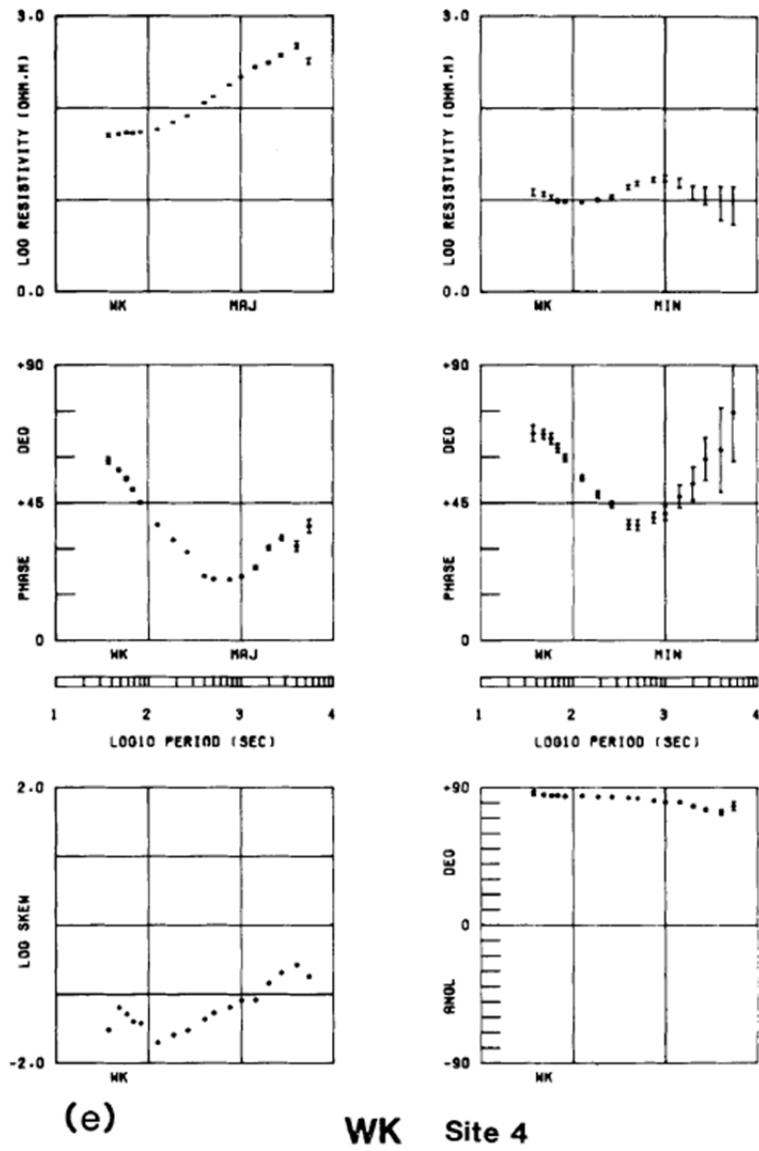 3.0
LOG RESISTIVITY (OHM.M)
0.0
WK MAJ
3.0
LOG RESISTIVITY (OHM.M)
0.0
WK MIN
+90
DEG
+45
PHASE
0
WK MAJ
+90
DEG
+45
PHASE
0
WK MIN
1 2 3 4
LOG10 PERIOD (SEC)
1 2 3 4
LOG10 PERIOD (SEC)
2.0
LOG SKEW
-2.0
WK
+90
DEG
0
ANGL
-90
WK
(e) WK Site 4